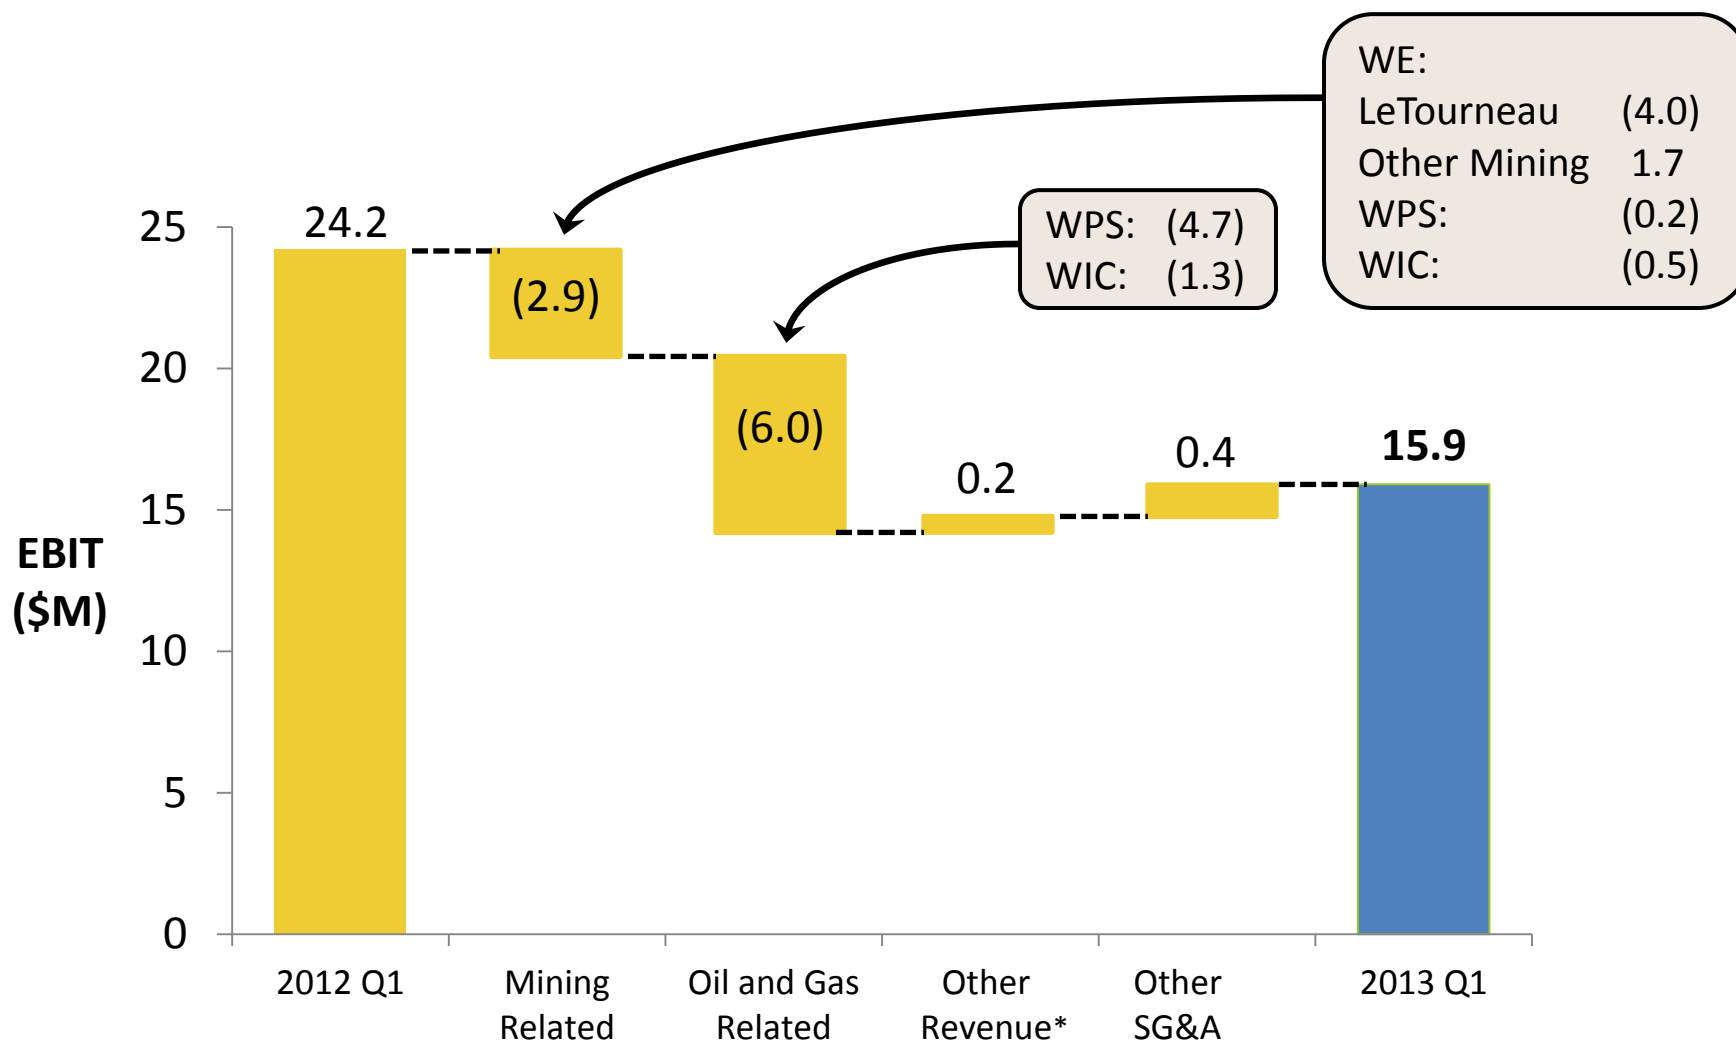 WE:
LeTourneau (4.0)
Other Mining 1.7
WPS: (0.2)
WIC: (0.5)
WPS: (4.7)
WIC: (1.3)
24.2
(2.9)
(6.0)
0.2
0.4
15.9
EBIT
($M)
25
20
15
10
5
0
2012 Q1
Mining
Related
Oil and Gas
Related
Other
Revenue*
Other
SG&A
2013 Q1